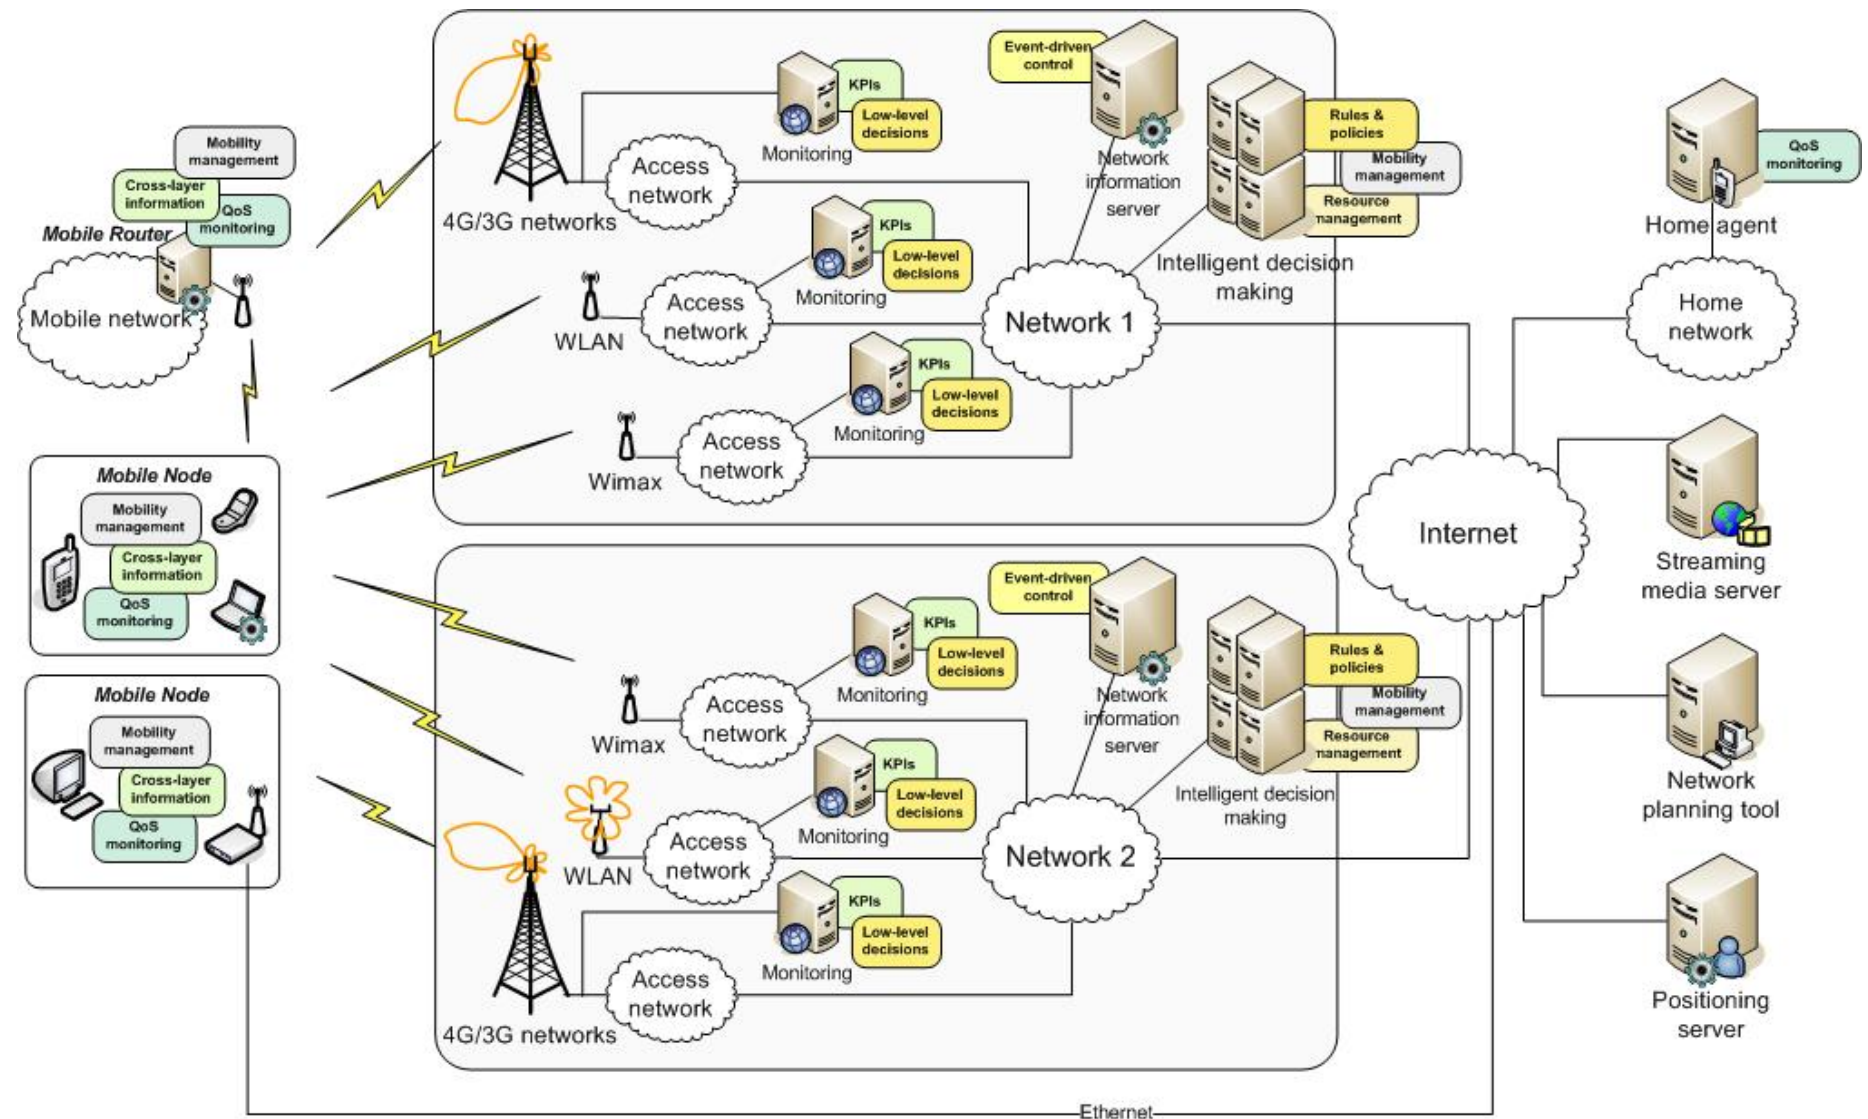 Mobility
management
Cross-layer
information
QoS
monitoring
Mobile Router
Mobile network
Mobile Node
Mobility
management
Cross-layer
information
QoS
monitoring
Mobile Node
Mobility
management
Cross-layer
information
QoS
monitoring
4G/3G networks
Access
network
KPIs
Low-level
decisions
Monitoring
WLAN
Access
network
KPIs
Low-level
decisions
Monitoring
Wimax
Access
network
KPIs
Low-level
decisions
Monitoring
Event-driven
control
Network
information
server
Rules &
policies
Mobility
management
Resource
management
Intelligent decision
making
Network 1
Wimax
Access
network
KPIs
Low-level
decisions
Monitoring
WLAN
Access
network
KPIs
Low-level
decisions
Monitoring
4G/3G networks
Access
network
KPIs
Low-level
decisions
Monitoring
Event-driven
control
Network
information
server
Rules &
policies
Mobility
management
Resource
management
Intelligent decision
making
Network 2
Internet
QoS
monitoring
Home agent
Home
network
Streaming
media server
Network
planning tool
Positioning
server
Ethernet